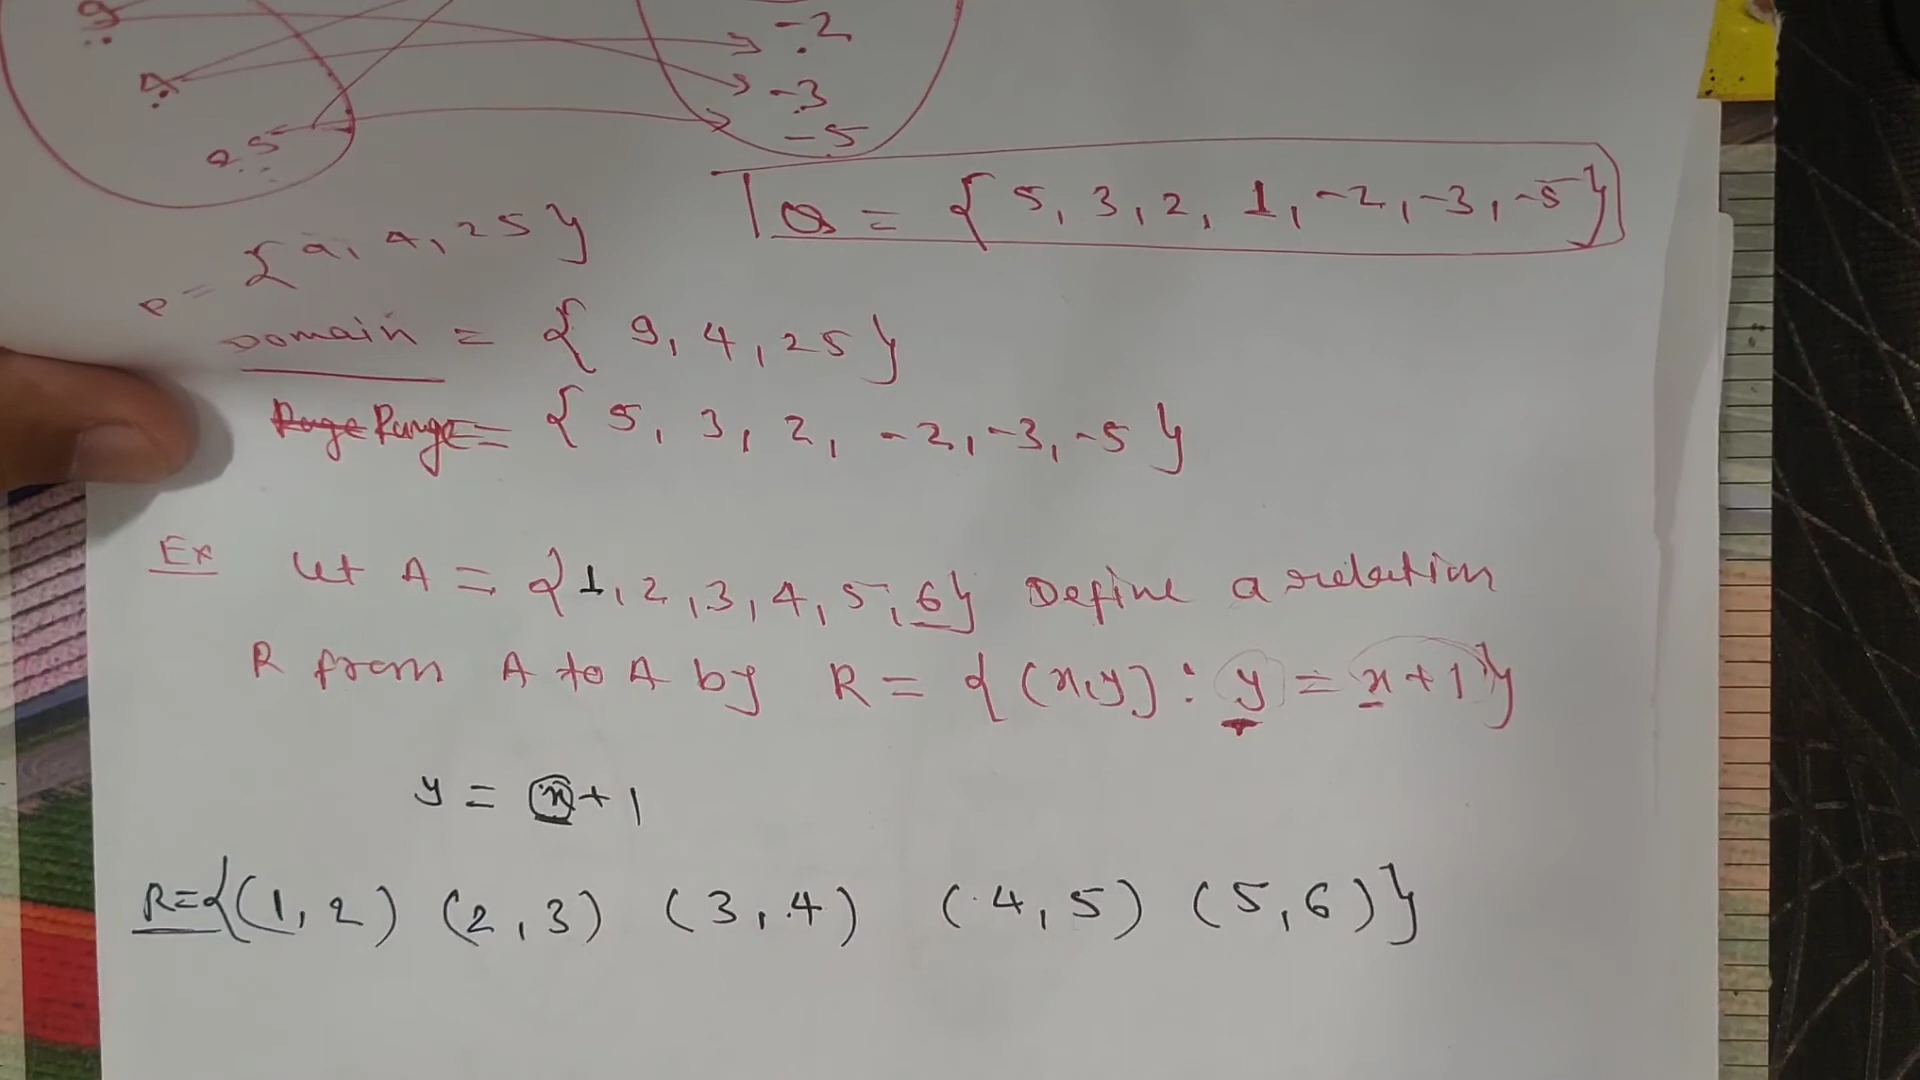 9
4
25
-2
-3
-5
Q = { 5, 3, 2, 1, -2, -3, -5 }
P = { 9, 4, 25 }
Domain = { 9, 4, 25 }
Range = { 5, 3, 2, -2, -3, -5 }
Ex Let A = { 1, 2, 3, 4, 5, 6 } Define a relation
R from A to A by R = { (x, y) : y = x + 1 }
y = x + 1
R = { (1, 2) (2, 3) (3, 4) (4, 5) (5, 6) }